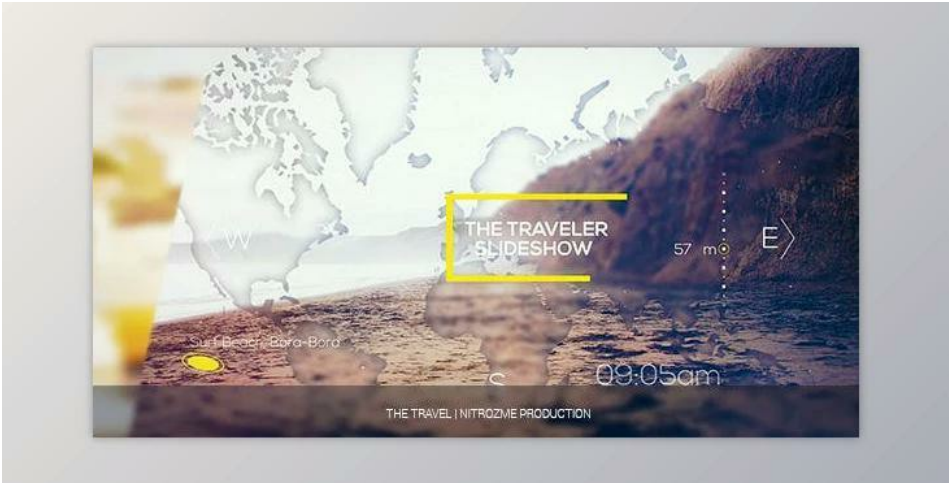 W
THE TRAVELER
SLIDESHOW
57 m
E
Surf Beach, Bora-Bora
S
09:05am
THE TRAVEL | NITROZME PRODUCTION